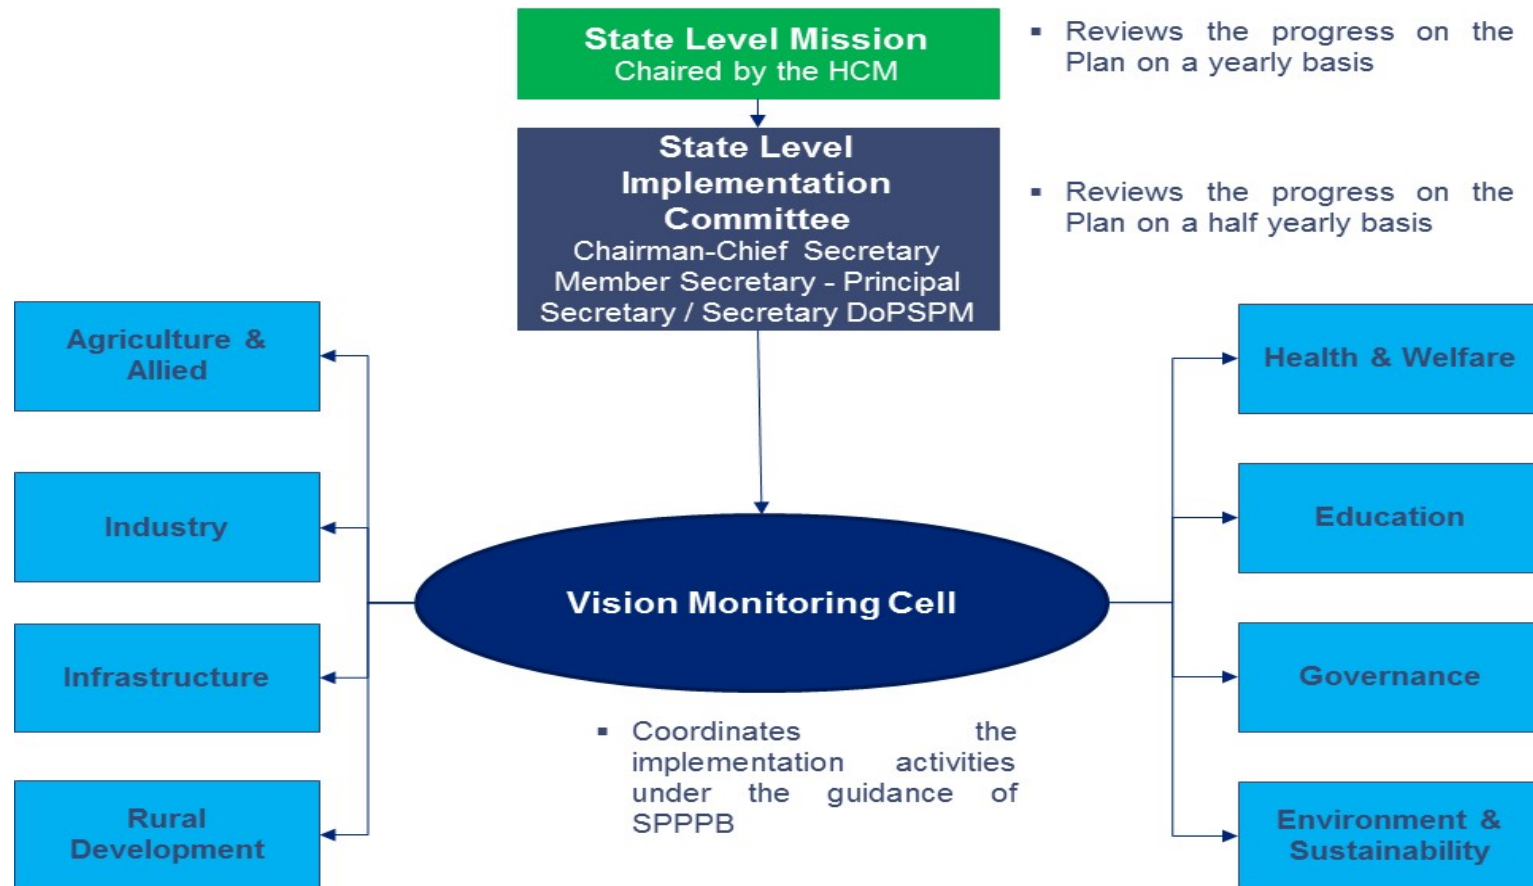 State Level Mission
Chaired by the HCM
▪ Reviews the progress on the
Plan on a yearly basis
State Level
Implementation
Committee
Chairman-Chief Secretary
Member Secretary - Principal
Secretary / Secretary DoPSPM
▪ Reviews the progress on the
Plan on a half yearly basis
Agriculture &
Allied
Industry
Infrastructure
Rural
Development
Vision Monitoring Cell
▪ Coordinates the
implementation activities
under the guidance of
SPPPB
Health & Welfare
Education
Governance
Environment &
Sustainability